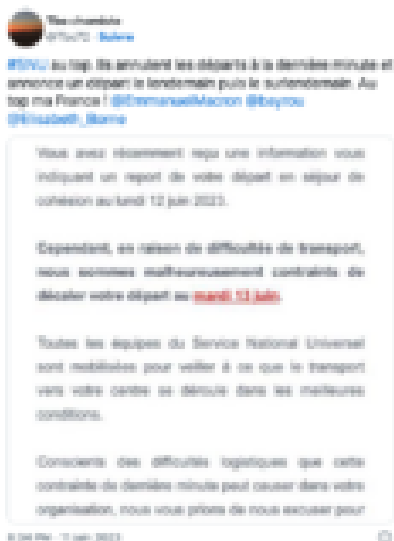 #SNU au top. Ils annulent les départs à la dernière minute et
annonce un départ le lendemain puis le surlendemain. Au
top ma France ! @EmmanuelMacron @bayrou
@Elisabeth_Borne
Vous avez récemment reçu une information vous
indiquant un report de votre départ en séjour de
cohésion au lundi 12 juin 2023.
Cependant, en raison de difficultés de transport,
nous sommes malheureusement contraints de
décaler votre départ au mardi 13 juin.
Toutes les équipes du Service National Universel
sont mobilisées pour veiller à ce que le transport
vers votre centre se déroule dans les meilleures
conditions.
Conscients des difficultés logistiques que cette
contrainte de dernière minute peut causer dans votre
organisation, nous vous prions de nous excuser pour